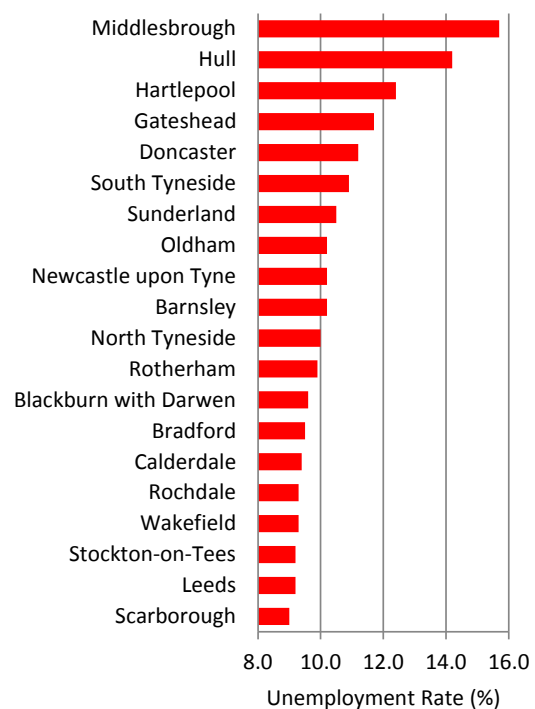 Middlesbrough
Hull
Hartlepool
Gateshead
Doncaster
South Tyneside
Sunderland
Oldham
Newcastle upon Tyne
Barnsley
North Tyneside
Rotherham
Blackburn with Darwen
Bradford
Calderdale
Rochdale
Wakefield
Stockton-on-Tees
Leeds
Scarborough
8.0 10.0 12.0 14.0 16.0
Unemployment Rate (%)